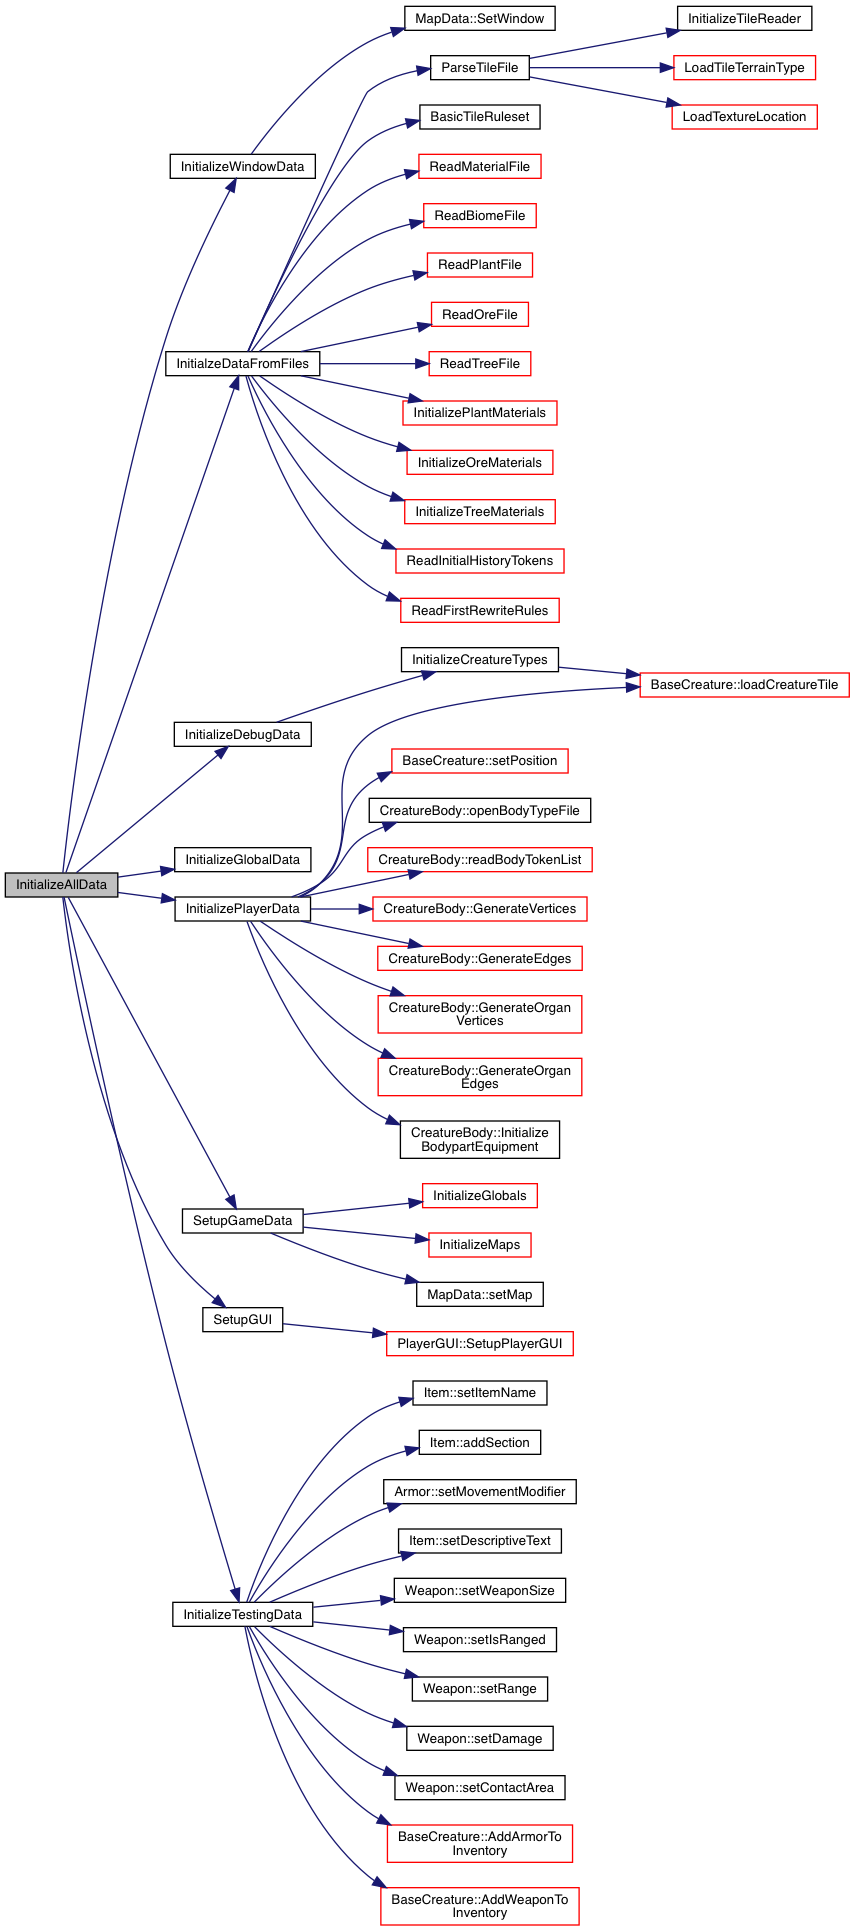 MapData::SetWindow
InitializeTileReader
ParseTileFile
LoadTileTerrainType
LoadTextureLocation
BasicTileRuleset
InitializeWindowData
ReadMaterialFile
ReadBiomeFile
ReadPlantFile
ReadOreFile
InitialzeDataFromFiles
ReadTreeFile
InitializePlantMaterials
InitializeOreMaterials
InitializeTreeMaterials
ReadInitialHistoryTokens
ReadFirstRewriteRules
InitializeCreatureTypes
BaseCreature::loadCreatureTile
InitializeDebugData
BaseCreature::setPosition
CreatureBody::openBodyTypeFile
InitializeGlobalData
CreatureBody::readBodyTokenList
InitializeAllData
InitializePlayerData
CreatureBody::GenerateVertices
CreatureBody::GenerateEdges
CreatureBody::GenerateOrgan
Vertices
CreatureBody::GenerateOrgan
Edges
CreatureBody::Initialize
BodypartEquipment
InitializeGlobals
SetupGameData
InitializeMaps
MapData::setMap
SetupGUI
PlayerGUI::SetupPlayerGUI
Item::setItemName
Item::addSection
Armor::setMovementModifier
Item::setDescriptiveText
Weapon::setWeaponSize
InitializeTestingData
Weapon::setIsRanged
Weapon::setRange
Weapon::setDamage
Weapon::setContactArea
BaseCreature::AddArmorTo
Inventory
BaseCreature::AddWeaponTo
Inventory